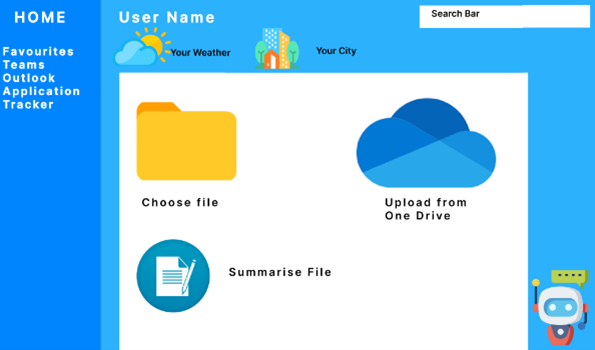 HOME
User Name
Search Bar
Your Weather
Your City
Favourites
Teams
Outlook
Application
Tracker
Choose file
Upload from
One Drive
Summarise File